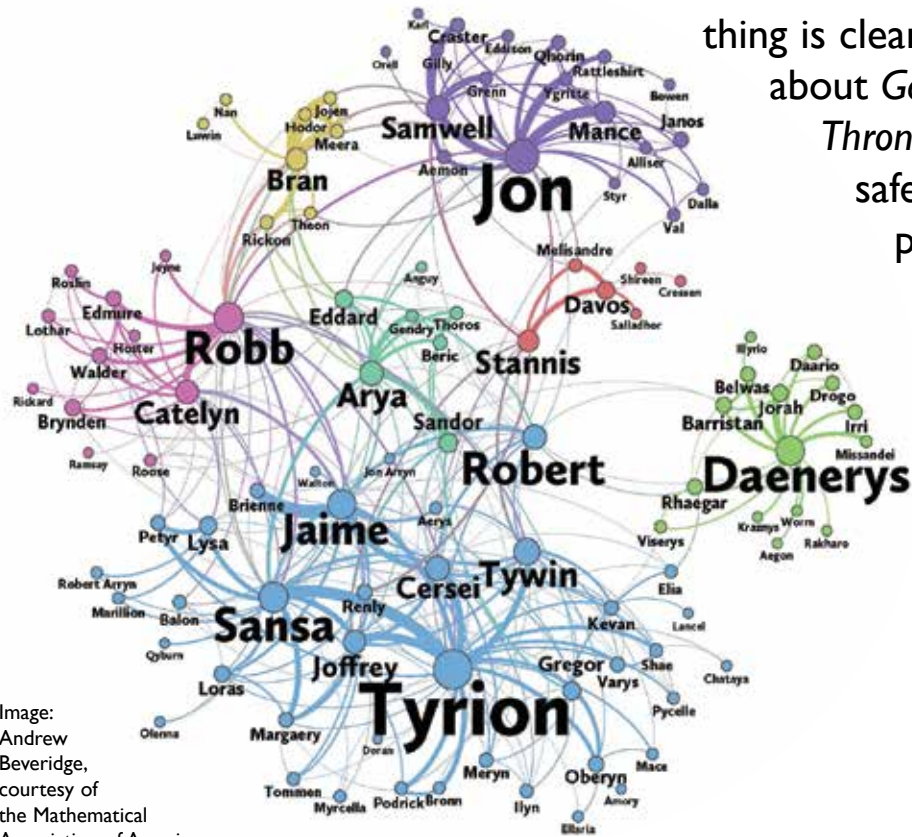 thing is clear
about Ga
Thron
safe
P
Karl
Craster
Eddison
Qhorin
Orell
Gilly
Rattleshirt
Grenn
Ygritte
Bowen
Nan
Jojen
Hodor
Samwell
Mance
Janos
Luwin
Meera
Alliser
Aemon
Bran
Jon
Styr
Dalla
Theon
Val
Rickon
Melisandre
Jeyne
Shireen
Cressen
Roslin
Anguy
Davos
Edmure
Eddard
Salladhor
Lothar
Gendry
Thoros
Hoster
Robb
Beric
Stannis
Illyrio
Walder
Daario
Arya
Belwas
Drogo
Rickard
Jorah
Brynden
Catelyn
Sandor
Barristan
Irri
Missandei
Ramsay
Roose
Jon Arryn
Robert
Daenerys
Walton
Brienne
Rhaegar
Jaime
Aerys
Kraznys
Worm
Petyr
Lysa
Viserys
Rakharo
Aegon
Robert Arryn
Cersei
Tywin
Elia
Marillion
Balon
Renly
Lancel
Sansa
Kevan
Qyburn
Joffrey
Gregor
Shae
Varys
Chataya
Loras
Tyrion
Pycelle
Olenna
Margaery
Doran
Mace
Meryn
Oberyn
Tommen
Myrcella
Podrick
Bronn
Ilyn
Amory
Ellaria
Image:
Andrew
Beveridge,
courtesy of
the Mathematical